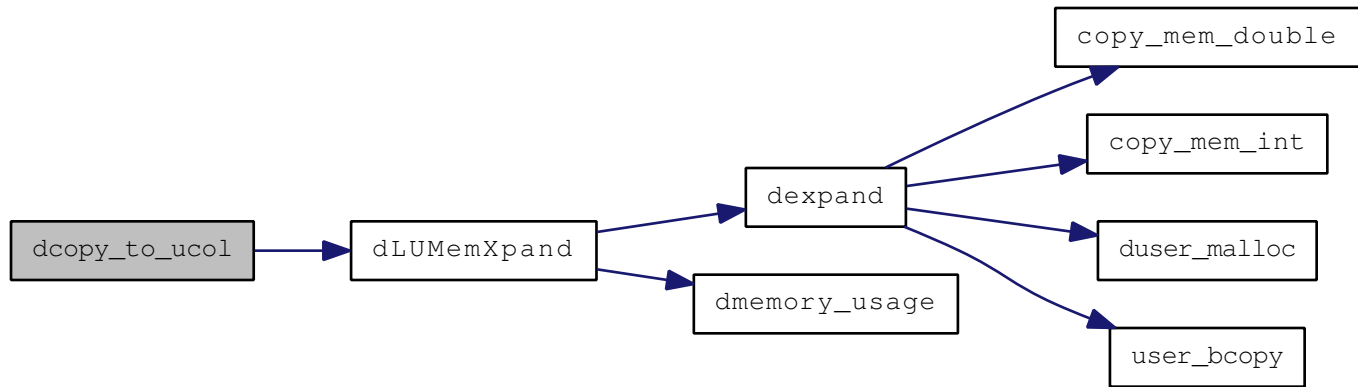 copy_mem_double
copy_mem_int
dexpand
dcopy_to_ucol
dLUMemXpand
duser_malloc
dmemory_usage
user_bcopy